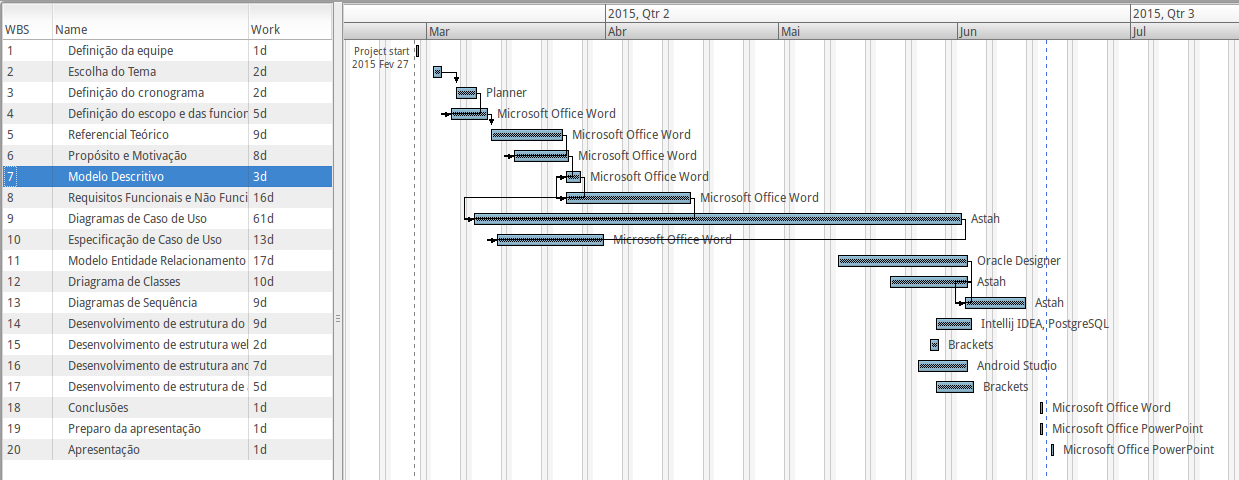 2015, Qtr 2 2015, Qtr 3
WBS Name Work Mar Abr Mai Jun Jul
1 Definição da equipe 1d Project start
2015 Fev 27
2 Escolha do Tema 2d
3 Definição do cronograma 2d Planner
4 Definição do escopo e das funcior 5d Microsoft Office Word
5 Referencial Teórico 9d Microsoft Office Word
6 Propósito e Motivação 8d Microsoft Office Word
7 Modelo Descritivo 3d Microsoft Office Word
8 Requisitos Funcionais e Não Funci 16d Microsoft Office Word
9 Diagramas de Caso de Uso 61d Astah
10 Especificação de Caso de Uso 13d Microsoft Office Word
11 Modelo Entidade Relacionamento 17d Oracle Designer
12 Driagrama de Classes 10d Astah
13 Diagramas de Sequência 9d Astah
14 Desenvolvimento de estrutura do 9d Intellij IDEA, PostgreSQL
15 Desenvolvimento de estrutura wel 2d Brackets
16 Desenvolvimento de estrutura and 7d Android Studio
17 Desenvolvimento de estrutura de 5d Brackets
18 Conclusões 1d Microsoft Office Word
19 Preparo da apresentação 1d Microsoft Office PowerPoint
20 Apresentação 1d Microsoft Office PowerPoint